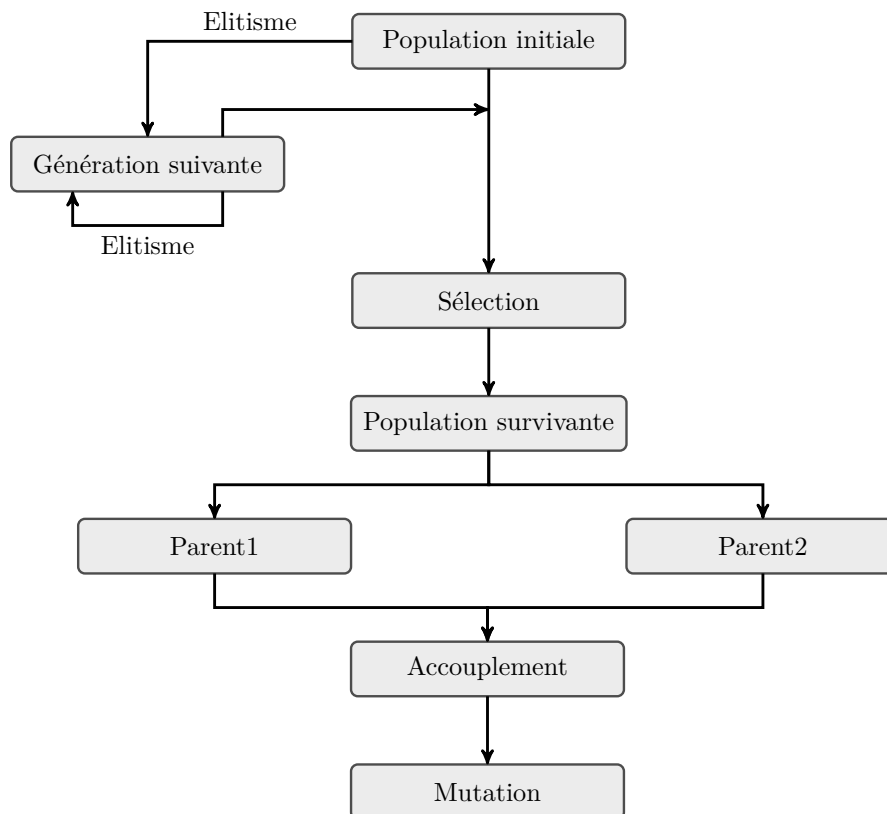 Elitisme
Population initiale
Génération suivante
Elitisme
Sélection
Population survivante
Parent1
Parent2
Accouplement
Mutation